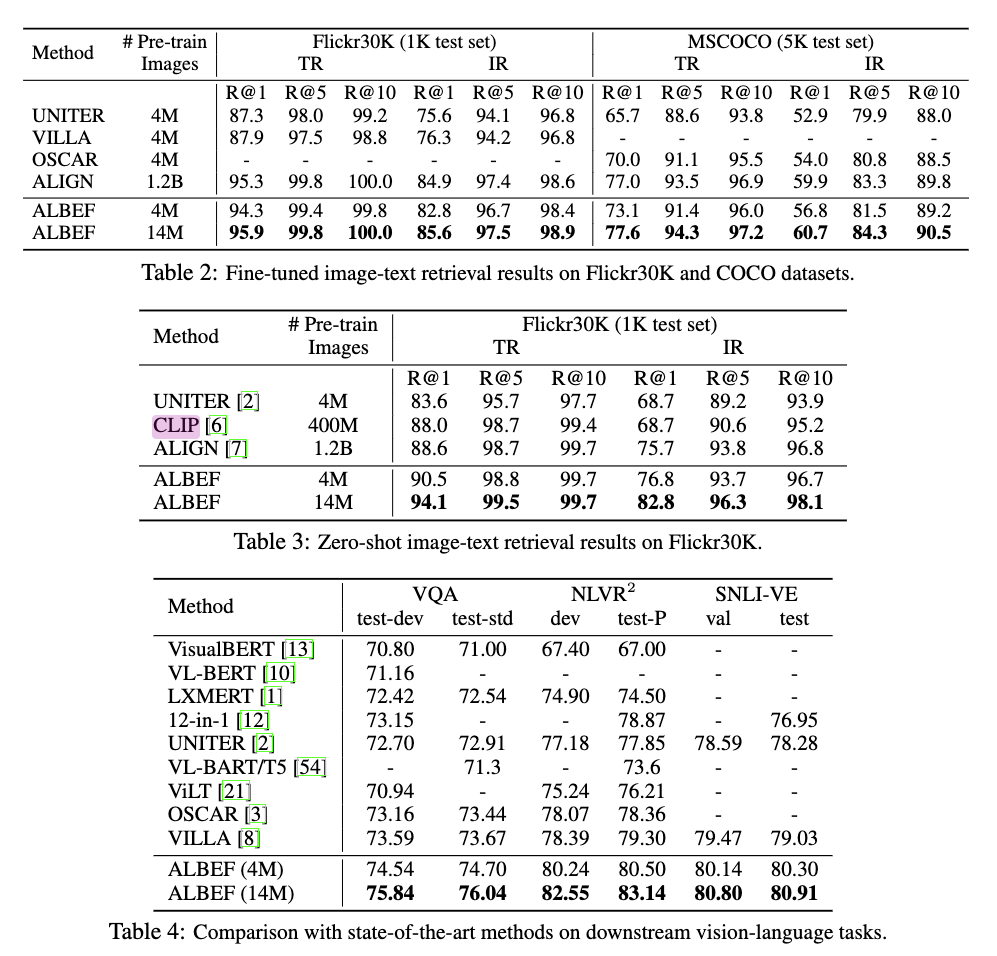 Method # Pre-train Flickr30K (1K test set) MSCOCO (5K test set)
Images TR IR TR IR
R@1 R@5 R@10 R@1 R@5 R@10 R@1 R@5 R@10 R@1 R@5 R@10
UNITER 4M 87.3 98.0 99.2 75.6 94.1 96.8 65.7 88.6 93.8 52.9 79.9 88.0
VILLA 4M 87.9 97.5 98.8 76.3 94.2 96.8 - - - - - -
OSCAR 4M - - - - - - 70.0 91.1 95.5 54.0 80.8 88.5
ALIGN 1.2B 95.3 99.8 100.0 84.9 97.4 98.6 77.0 93.5 96.9 59.9 83.3 89.8
ALBEF 4M 94.3 99.4 99.8 82.8 96.7 98.4 73.1 91.4 96.0 56.8 81.5 89.2
ALBEF 14M 95.9 99.8 100.0 85.6 97.5 98.9 77.6 94.3 97.2 60.7 84.3 90.5
Table 2: Fine-tuned image-text retrieval results on Flickr30K and COCO datasets.
Method # Pre-train Flickr30K (1K test set)
Images TR IR
R@1 R@5 R@10 R@1 R@5 R@10
UNITER [2] 4M 83.6 95.7 97.7 68.7 89.2 93.9
CLIP [6] 400M 88.0 98.7 99.4 68.7 90.6 95.2
ALIGN [7] 1.2B 88.6 98.7 99.7 75.7 93.8 96.8
ALBEF 4M 90.5 98.8 99.7 76.8 93.7 96.7
ALBEF 14M 94.1 99.5 99.7 82.8 96.3 98.1
Table 3: Zero-shot image-text retrieval results on Flickr30K.
Method VQA NLVR² SNLI-VE
test-dev test-std dev test-P val test
VisualBERT [13] 70.80 71.00 67.40 67.00 - -
VL-BERT [10] 71.16 - - - - -
LXMERT [1] 72.42 72.54 74.90 74.50 - -
12-in-1 [12] 73.15 - - 78.87 - 76.95
UNITER [2] 72.70 72.91 77.18 77.85 78.59 78.28
VL-BART/T5 [54] - 71.3 - 73.6 - -
ViLT [21] 70.94 - 75.24 76.21 - -
OSCAR [3] 73.16 73.44 78.07 78.36 - -
VILLA [8] 73.59 73.67 78.39 79.30 79.47 79.03
ALBEF (4M) 74.54 74.70 80.24 80.50 80.14 80.30
ALBEF (14M) 75.84 76.04 82.55 83.14 80.80 80.91
Table 4: Comparison with state-of-the-art methods on downstream vision-language tasks.